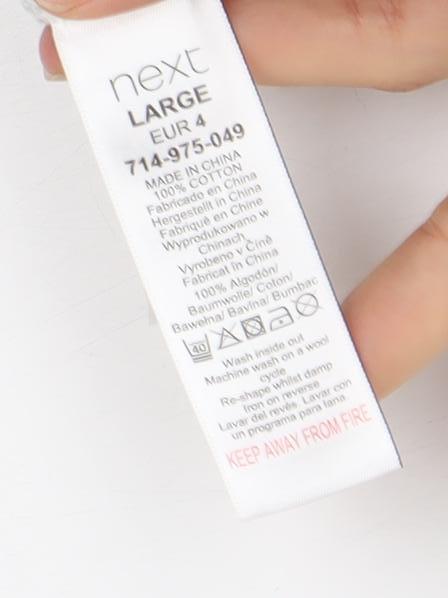 next
LARGE
EUR 4
714-975-049
MADE IN CHINA
100% COTTON
Fabricado en China
Hergestellt in China
Fabriqué en Chine
Wyprodukowano w
Chinach
Vyrobeno v Číně
Fabricat in China
100% Algodón/
Baumwolle/ Coton/
Bawełna/ Bavlna/ Bumbac
40
Wash inside out
Machine wash on a wool
cycle
Re-shape whilst damp
Iron on reverse
Lavar del revés. Lavar con
un programa para lana
KEEP AWAY FROM FIRE